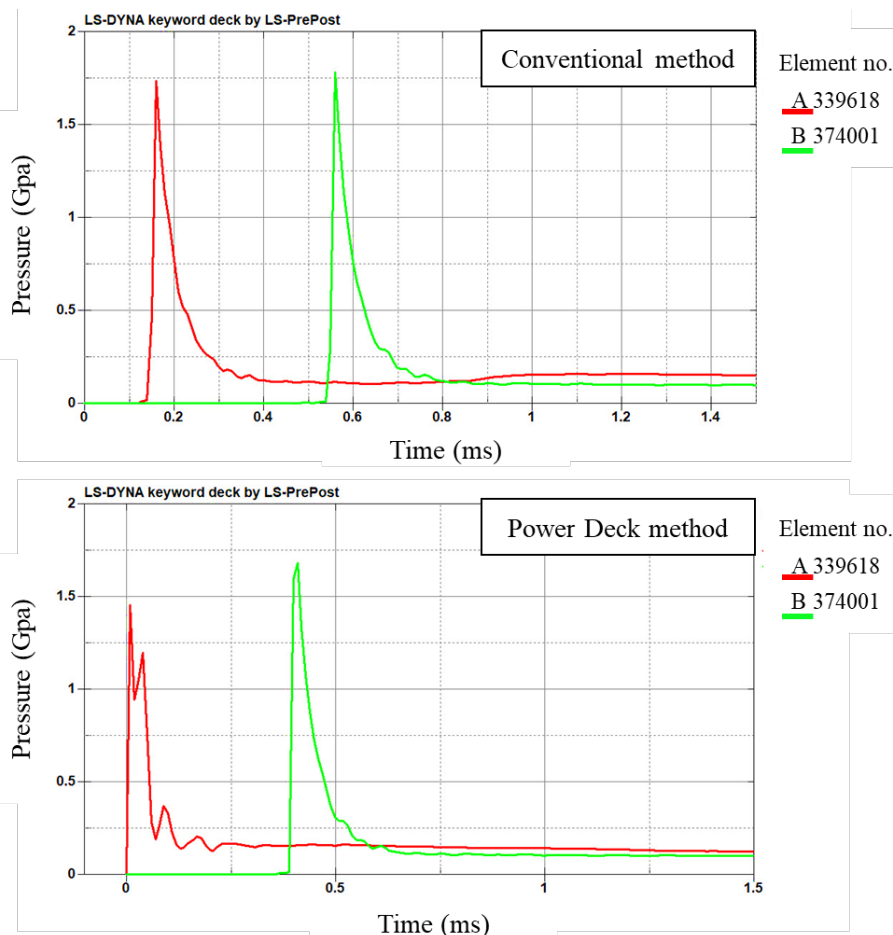 LS-DYNA keyword deck by LS-PrePost
Conventional method
Element no.
A 339618
B 374001
Pressure (Gpa)
2
1.5
1
0.5
0
0 0.2 0.4 0.6 0.8 1 1.2 1.4
Time (ms)
LS-DYNA keyword deck by LS-PrePost
Power Deck method
Element no.
A 339618
B 374001
Pressure (Gpa)
2
1.5
1
0.5
0
0 0.5 1 1.5
Time (ms)